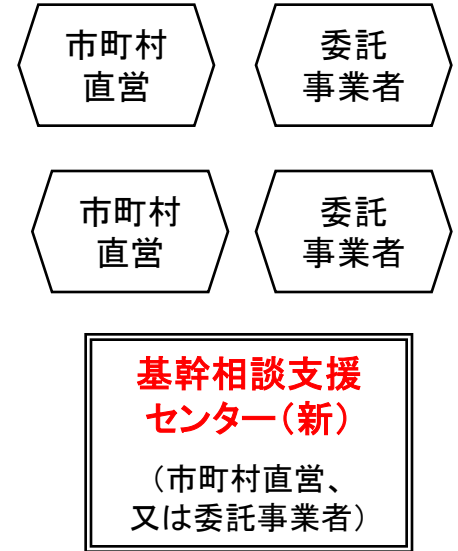 市町村
直営
委託
事業者
市町村
直営
委託
事業者
基幹相談支援
センター（新）
（市町村直営、
又は委託事業者）